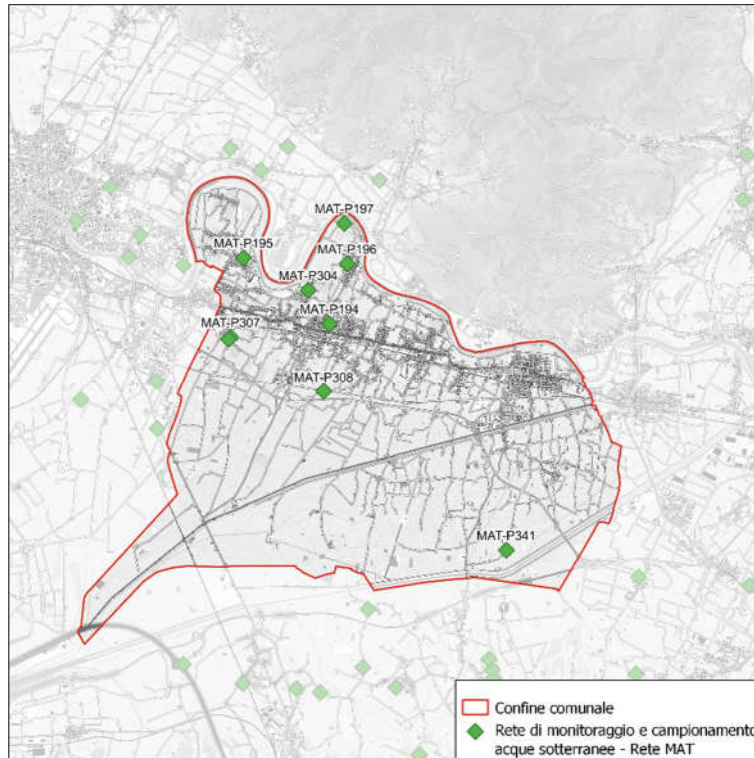 MAT-P197
MAT-P195
MAT-P196
MAT-P304
MAT-P194
MAT-P307
MAT-P308
MAT-P341
Confine comunale
Rete di monitoraggio e campionamento
acque sotterranee - Rete MAT